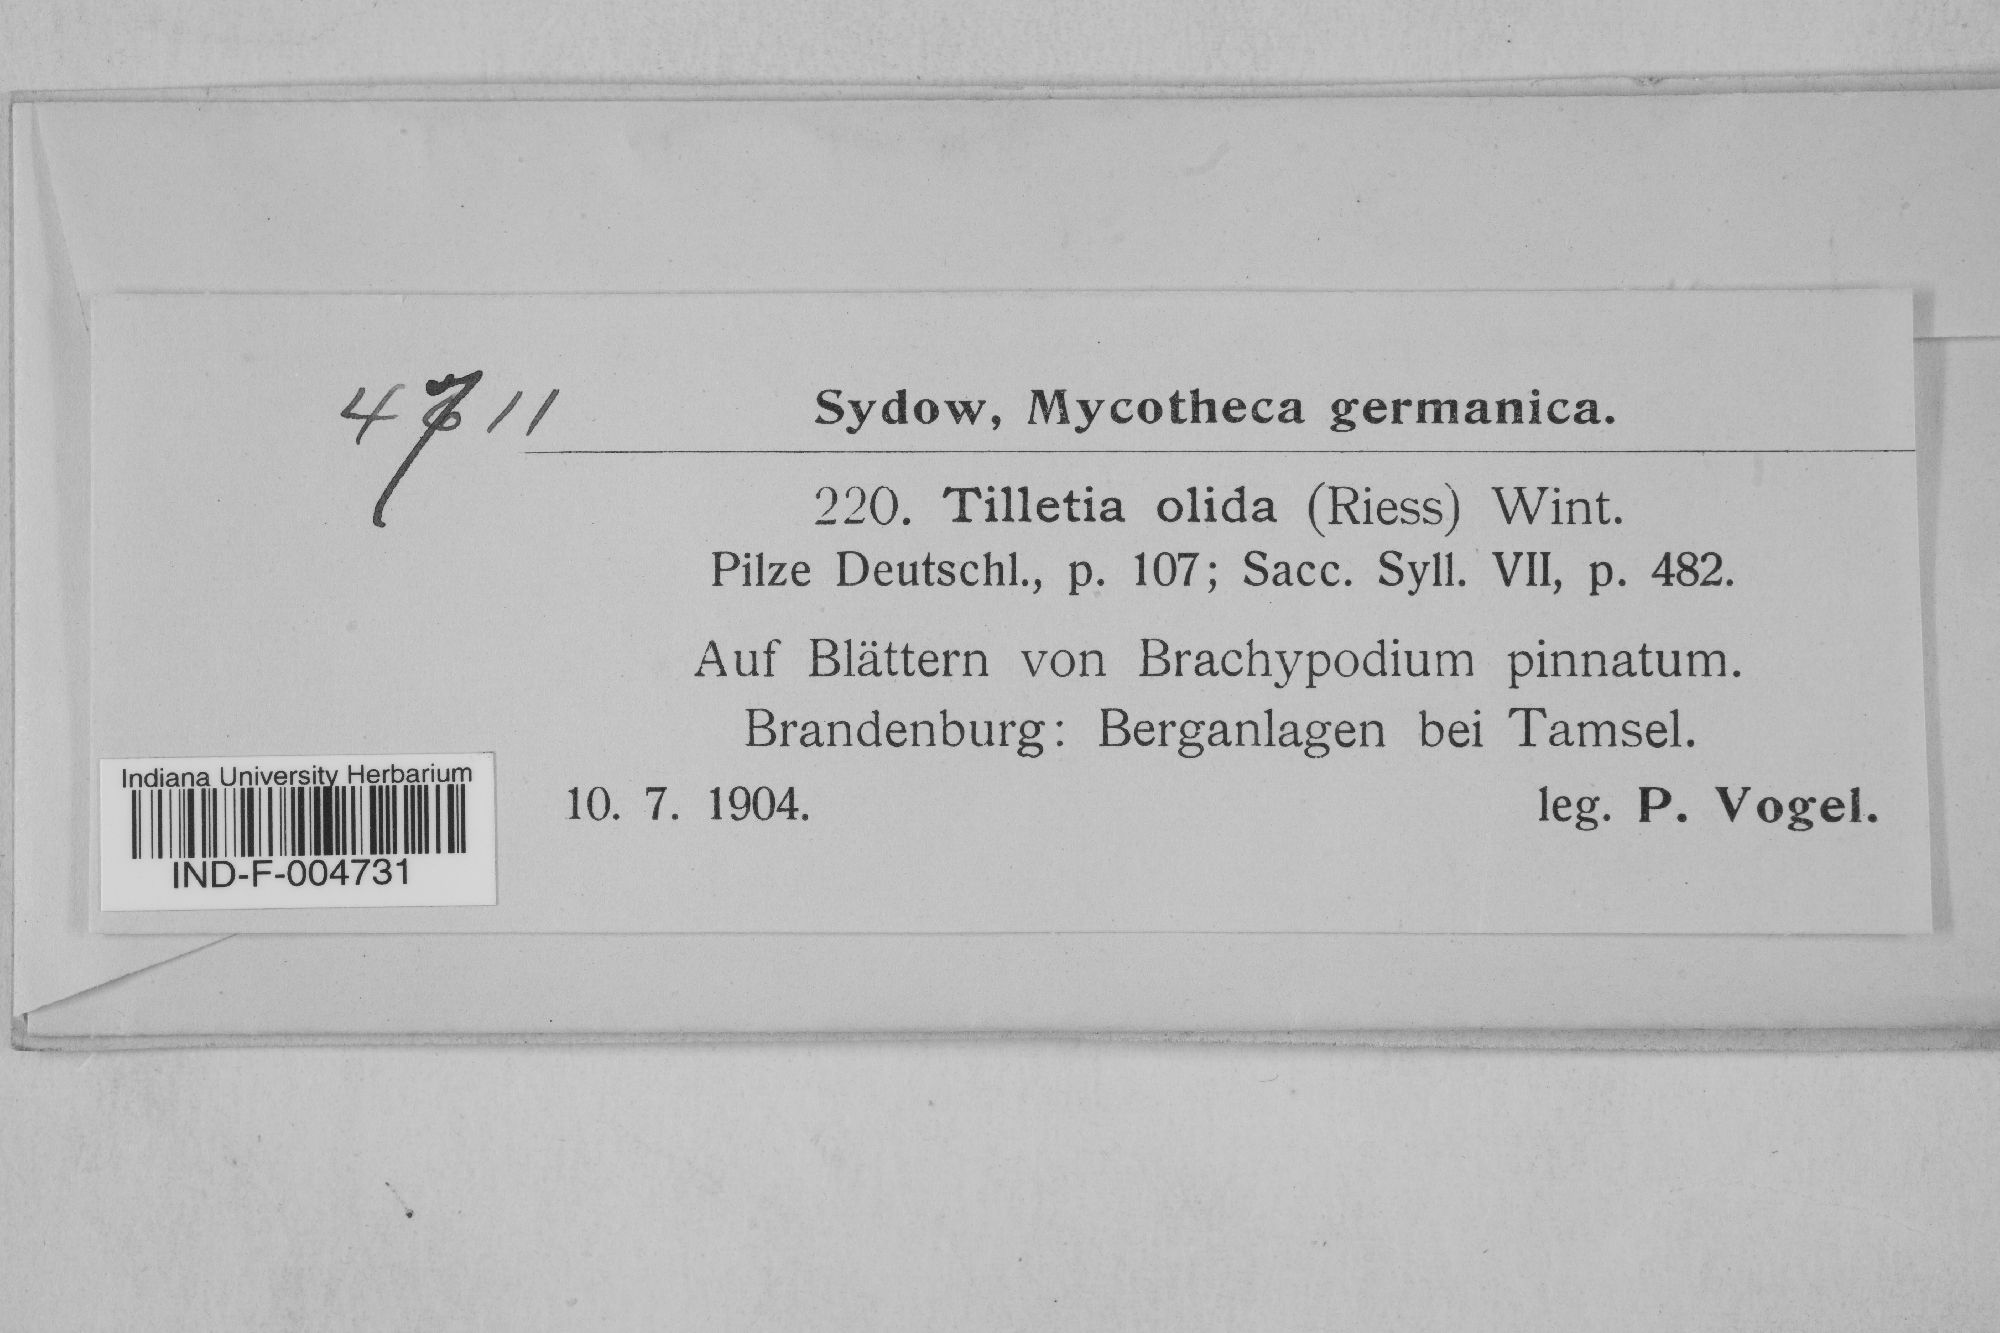 4711
Sydow, Mycotheca germanica.
220. Tilletia olida (Riess) Wint.
Pilze Deutschl., p. 107; Sacc. Syll. VII, p. 482.
Auf Blättern von Brachypodium pinnatum.
Brandenburg: Berganlagen bei Tamsel.
10. 7. 1904. leg. P. Vogel.
Indiana University Herbarium
IND-F-004731